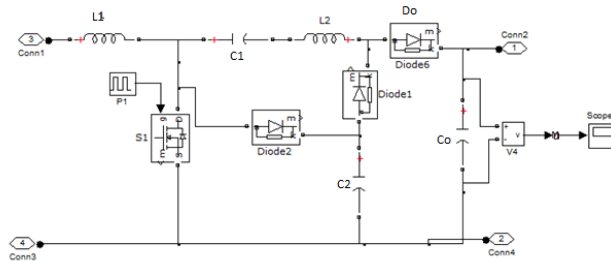 L1
L2
Do
3
Conn1
C1
m
k
Diode6
Conn2
1
P1
g
D
S1
m
S
m
k
Diode2
m
k
Diode1
C2
Co
+
-
v
V4
Scope
4
Conn3
2
Conn4